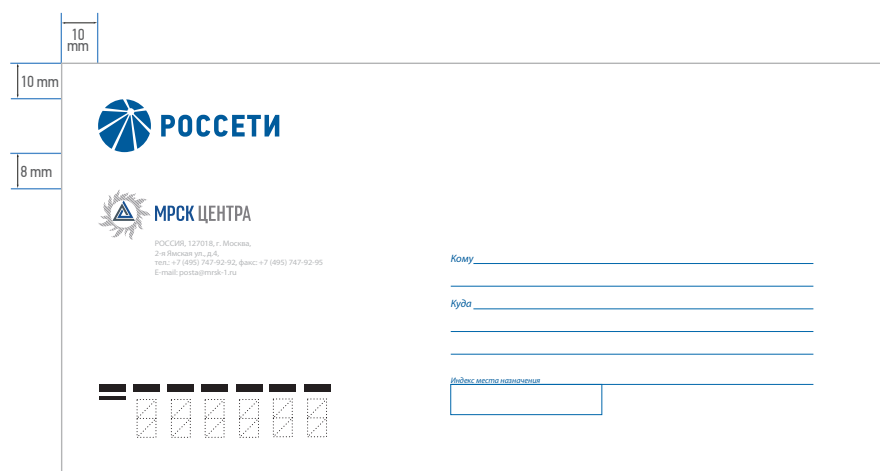 10
mm
10 mm
РОССЕТИ
8 mm
МРСК ЦЕНТРА
РОССИЯ, 127018, г. Москва,
2-я Ямская ул., д.4,
тел.: +7 (495) 747-92-92, факс: +7 (495) 747-92-95
E-mail: posta@mrsk-1.ru
Кому
Куда
Индекс места назначения